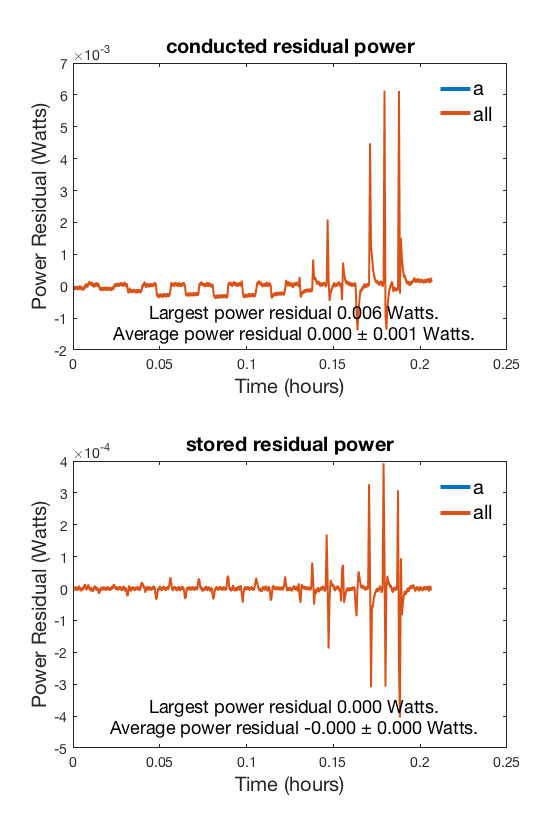 conducted residual power
×10-3
7
6
5
4
3
2
1
0
-1
-2
Power Residual (Watts)
a
all
Largest power residual 0.006 Watts.
Average power residual 0.000 ± 0.001 Watts.
0 0.05 0.1 0.15 0.2 0.25
Time (hours)
stored residual power
×10-4
4
3
2
1
0
-1
-2
-3
-4
-5
Power Residual (Watts)
a
all
Largest power residual 0.000 Watts.
Average power residual -0.000 ± 0.000 Watts.
0 0.05 0.1 0.15 0.2 0.25
Time (hours)